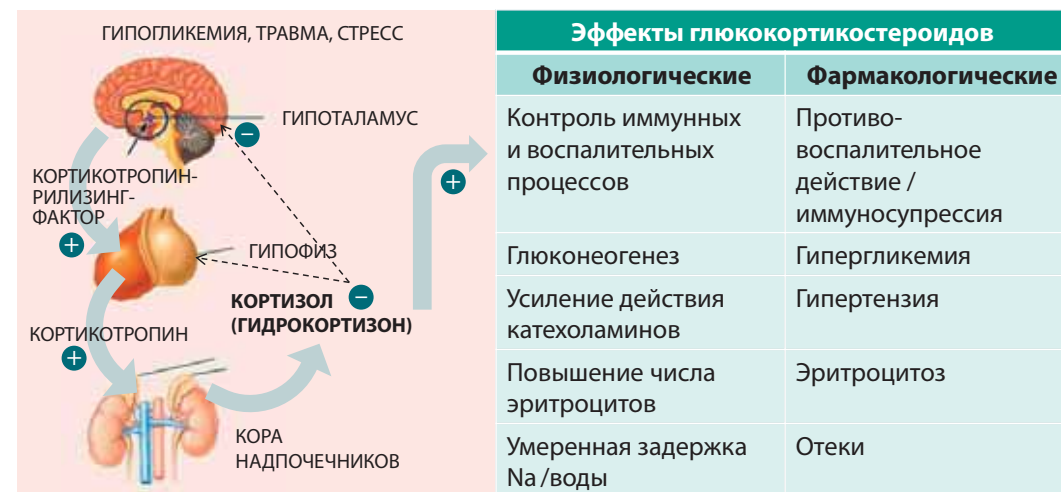 ГИПОГЛИКЕМИЯ, ТРАВМА, СТРЕСС
ГИПОТАЛАМУС
−
КОРТИКОТРОПИН-
РИЛИЗИНГ-
ФАКТОР
+
ГИПОФИЗ
КОРТИЗОЛ −
(ГИДРОКОРТИЗОН)
+
КОРТИКОТРОПИН
+
КОРА
НАДПОЧЕЧНИКОВ
Эффекты глюкокортикостероидов
Физиологические
Фармакологические
Контроль иммунных
и воспалительных
процессов
Противо-
воспалительное
действие /
иммуносупрессия
Глюконеогенез
Гипергликемия
Усиление действия
катехоламинов
Гипертензия
Повышение числа
эритроцитов
Эритроцитоз
Умеренная задержка
Na /воды
Отеки